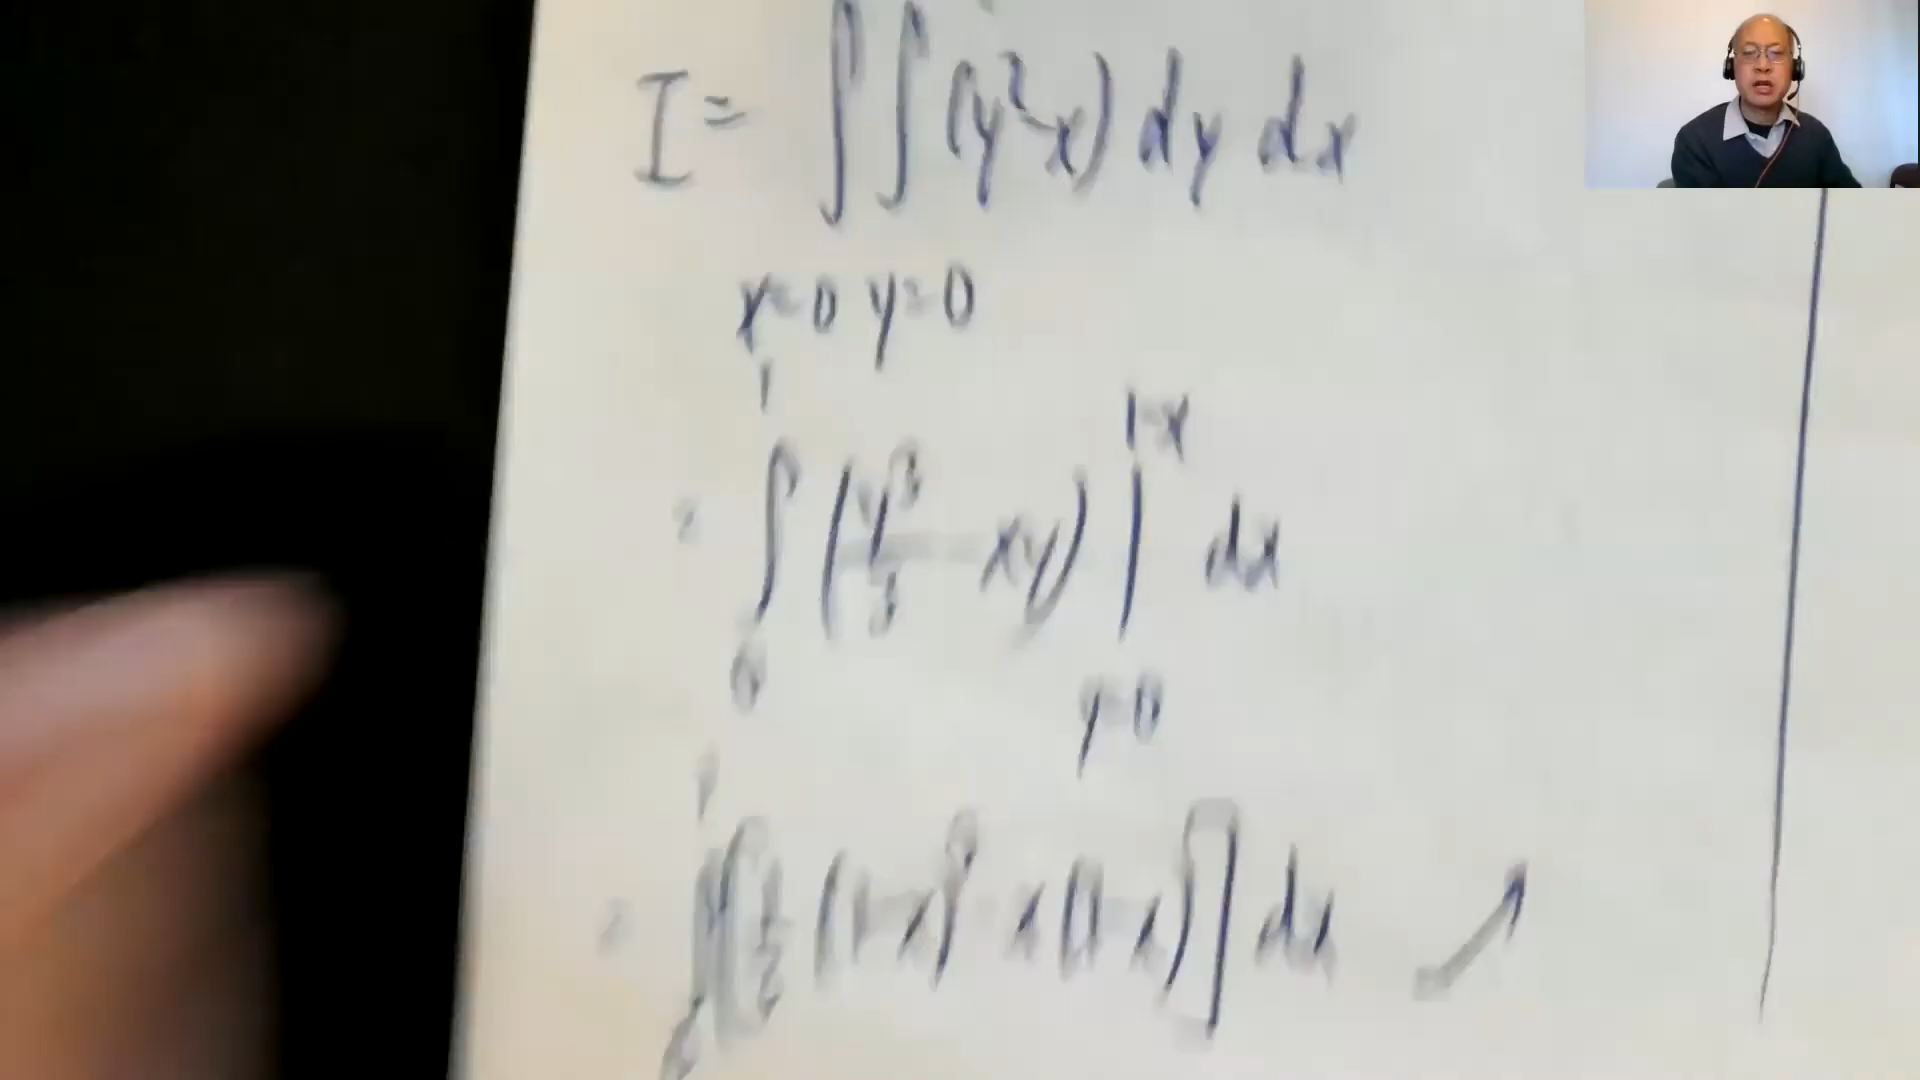 I = ∫ ∫ (y² - x) dy dx
x=0 y=0
1 1-x
= ∫ (y³/3 - xy) | dx
0 y=0
1
= ∫ [1/3 (1-x)³ - x(1-x)] dx
0